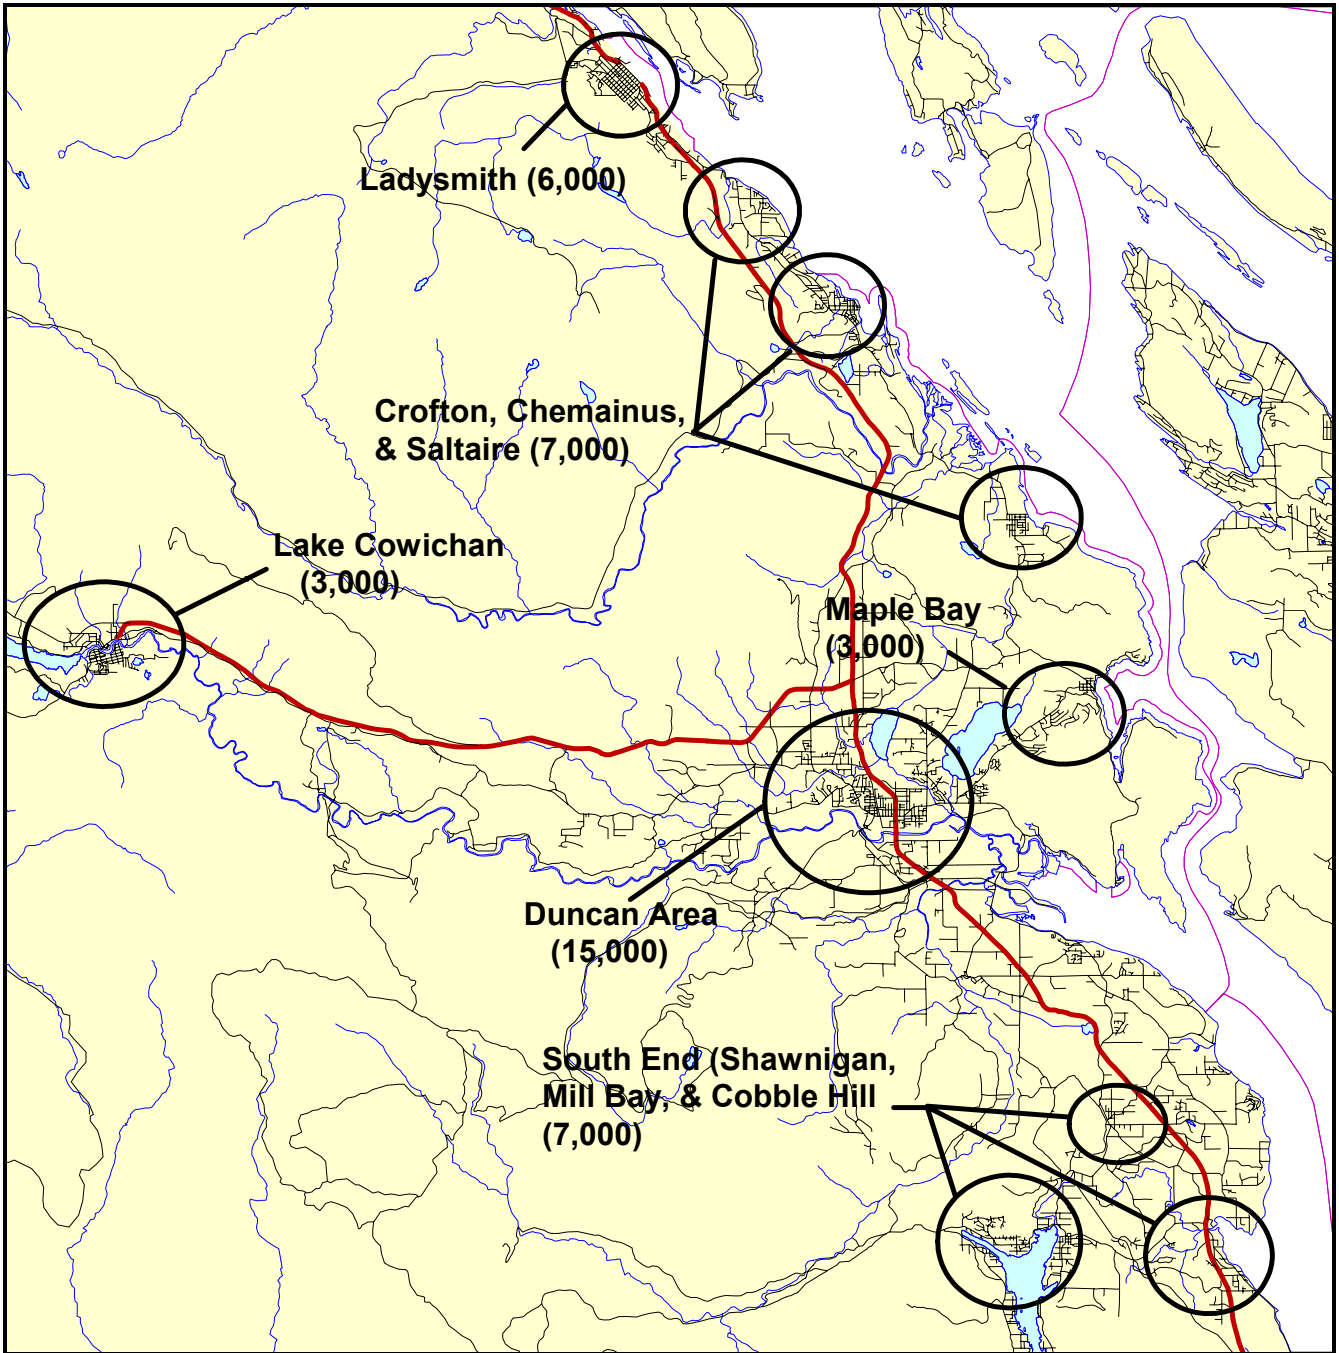 Ladysmith (6,000)
Crofton, Chemainus,
& Saltaire (7,000)
Lake Cowichan
(3,000)
Maple Bay
(3,000)
Duncan Area
(15,000)
South End (Shawnigan,
Mill Bay, & Cobble Hill
(7,000)